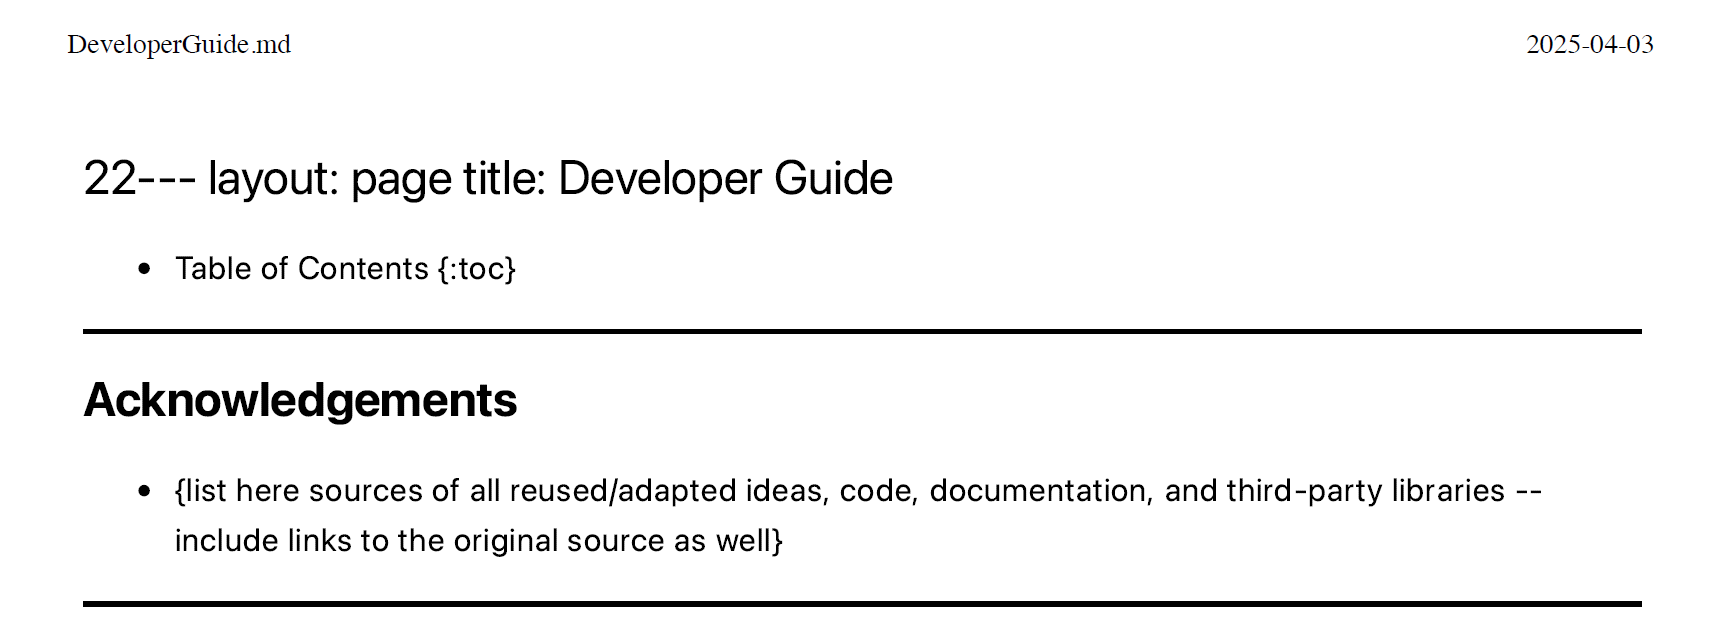 DeveloperGuide.md
2025-04-03
22--- layout: page title: Developer Guide
• Table of Contents {:toc}
Acknowledgements
• {list here sources of all reused/adapted ideas, code, documentation, and third-party libraries --
include links to the original source as well}